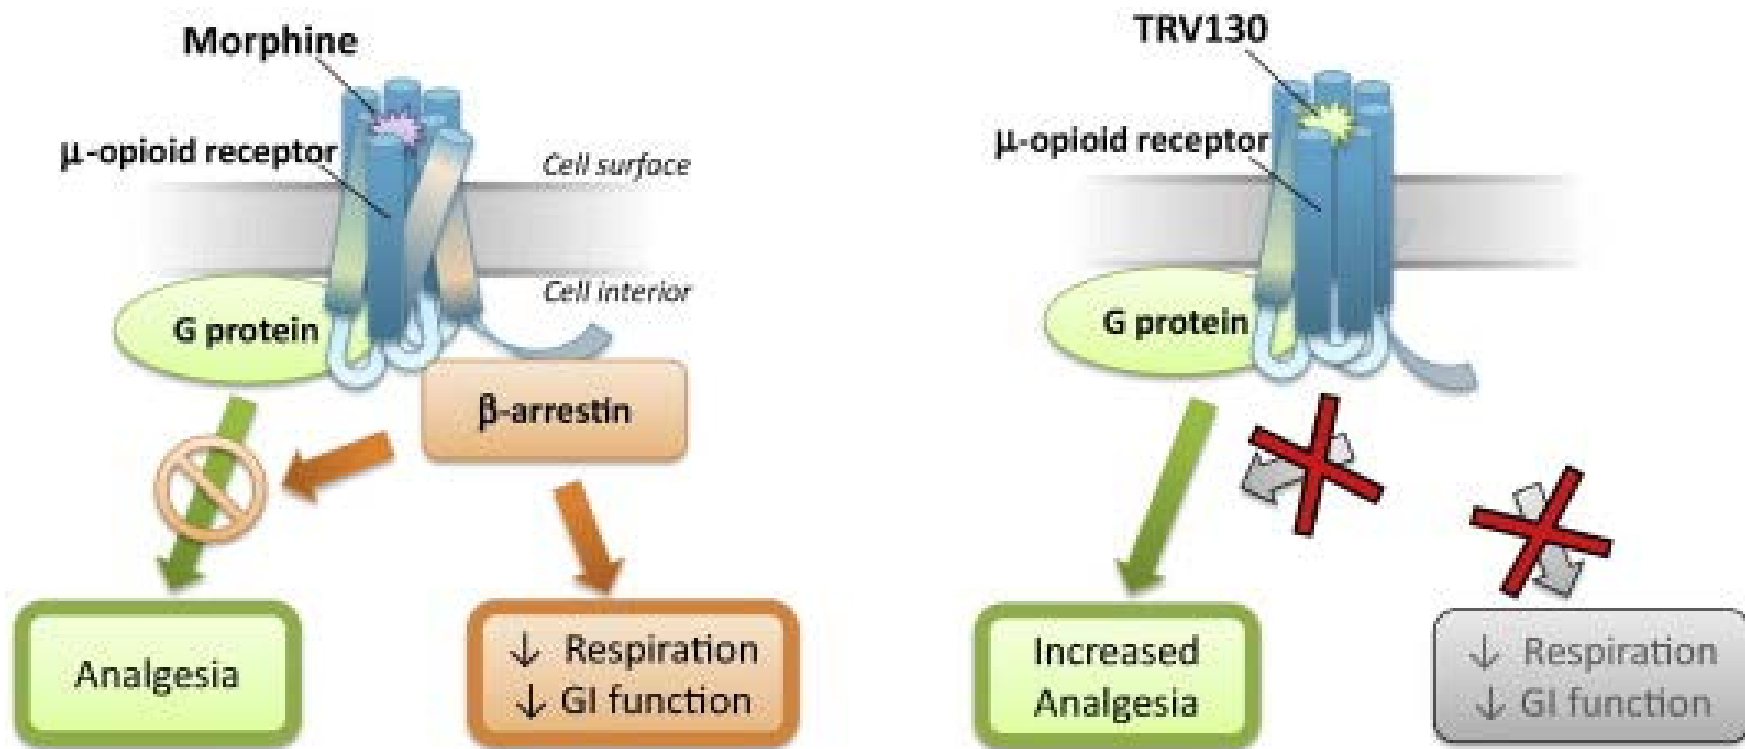 Morphine
μ-opioid receptor
Cell surface
Cell interior
G protein
β-arrestin
Analgesia
↓ Respiration
↓ GI function
TRV130
μ-opioid receptor
G protein
Increased
Analgesia
↓ Respiration
↓ GI function